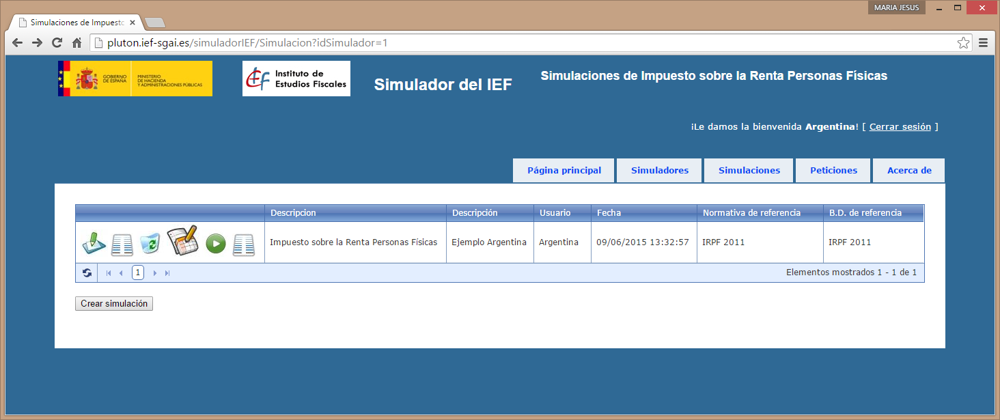 MARIA JESUS
Simulaciones de Impuesto
pluton.ief-sgai.es/simuladorIEF/Simulacion?idSimulador=1
GOBIERNO
DE ESPAÑA
MINISTERIO
DE HACIENDA
Y ADMINISTRACIONES PÚBLICAS
Instituto de
Estudios Fiscales
Simulador del IEF
Simulaciones de Impuesto sobre la Renta Personas Físicas
¡Le damos la bienvenida Argentina! [ Cerrar sesión ]
Página principal Simuladores Simulaciones Peticiones Acerca de
Descripcion Descripción Usuario Fecha Normativa de referencia B.D. de referencia
Impuesto sobre la Renta Personas Físicas Ejemplo Argentina Argentina 09/06/2015 13:32:57 IRPF 2011 IRPF 2011
1 Elementos mostrados 1 - 1 de 1
Crear simulación